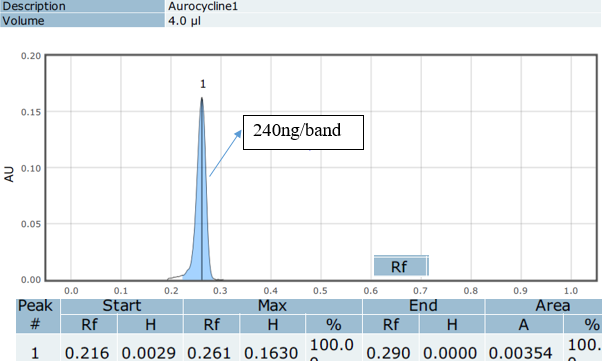 Description Aurocycline1
Volume 4.0 µl
0.20
0.15
0.10
0.05
0.00
AU
1
240ng/band
Rf
0.0 0.1 0.2 0.3 0.4 0.5 0.6 0.7 0.8 0.9 1.0
Peak Start Max End Area
# Rf H Rf H % Rf H A %
1 0.216 0.0029 0.261 0.1630 100.0 0.290 0.0000 0.00354 100.